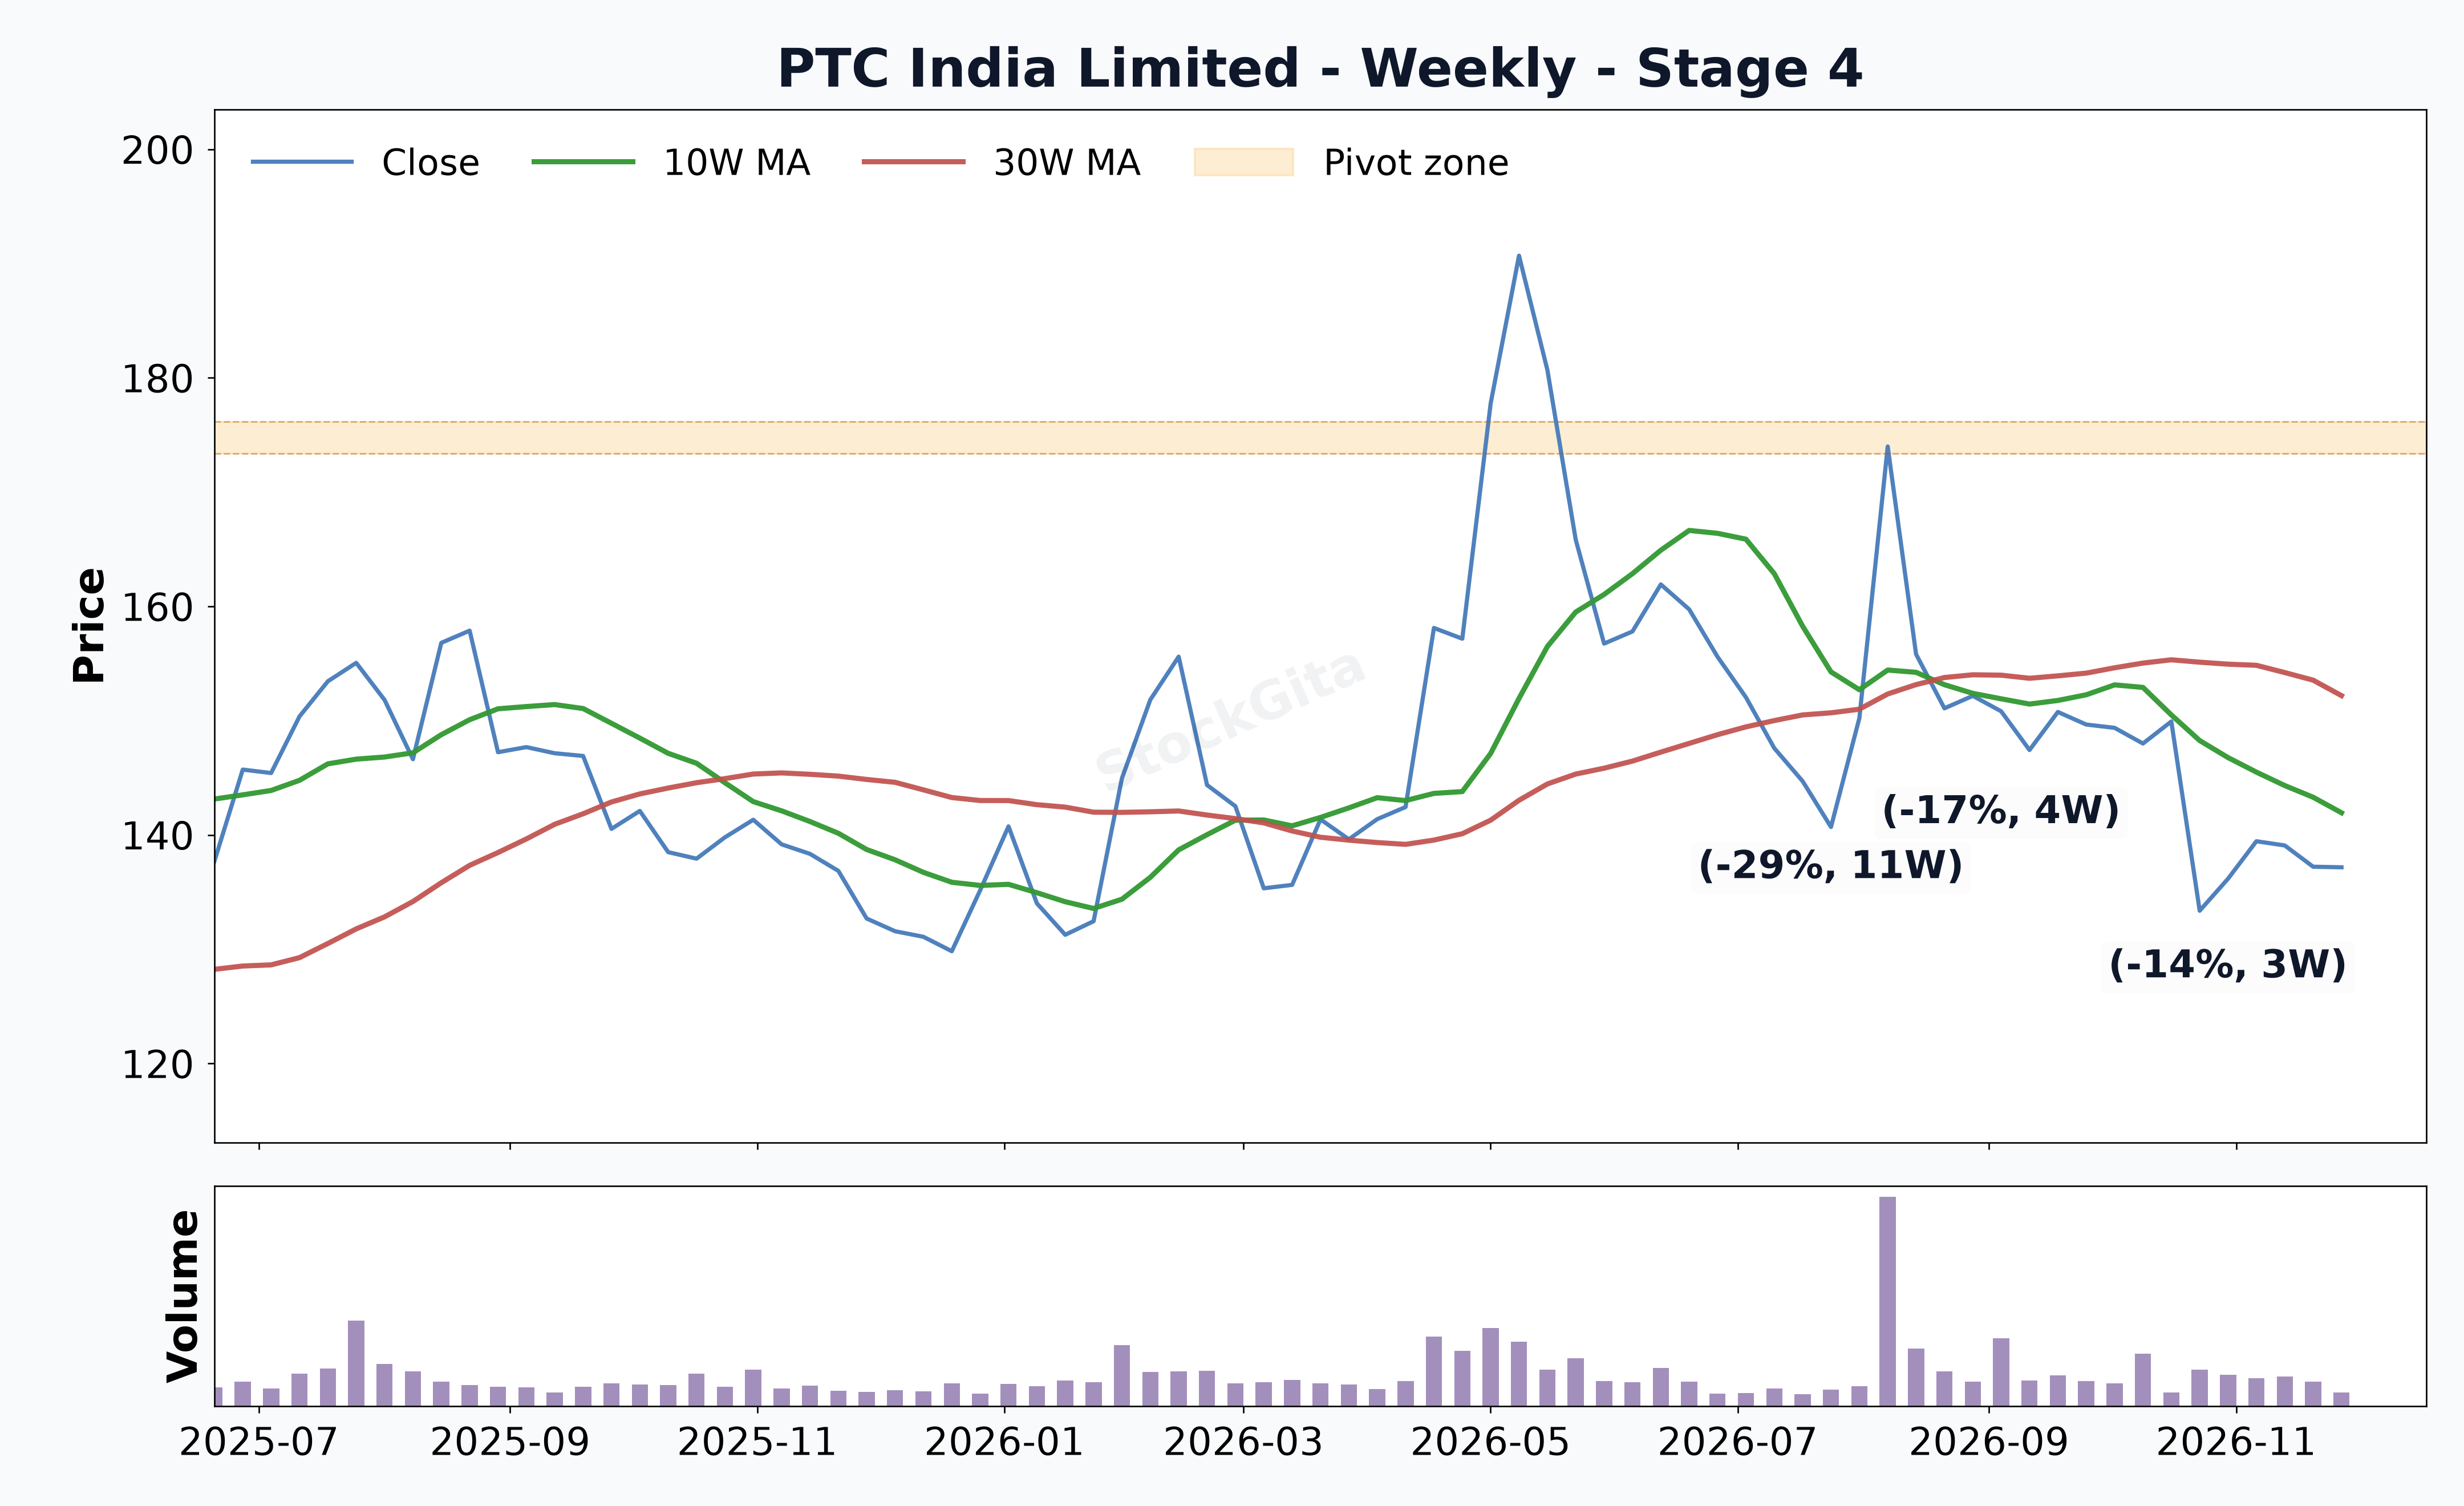 PTC India Limited - Weekly - Stage 4
Close 10W MA 30W MA Pivot zone
200
180
160
140
120
Price
StockGita
(-17%, 4W)
(-29%, 11W)
(-14%, 3W)
Volume
2025-07 2025-09 2025-11 2026-01 2026-03 2026-05 2026-07 2026-09 2026-11